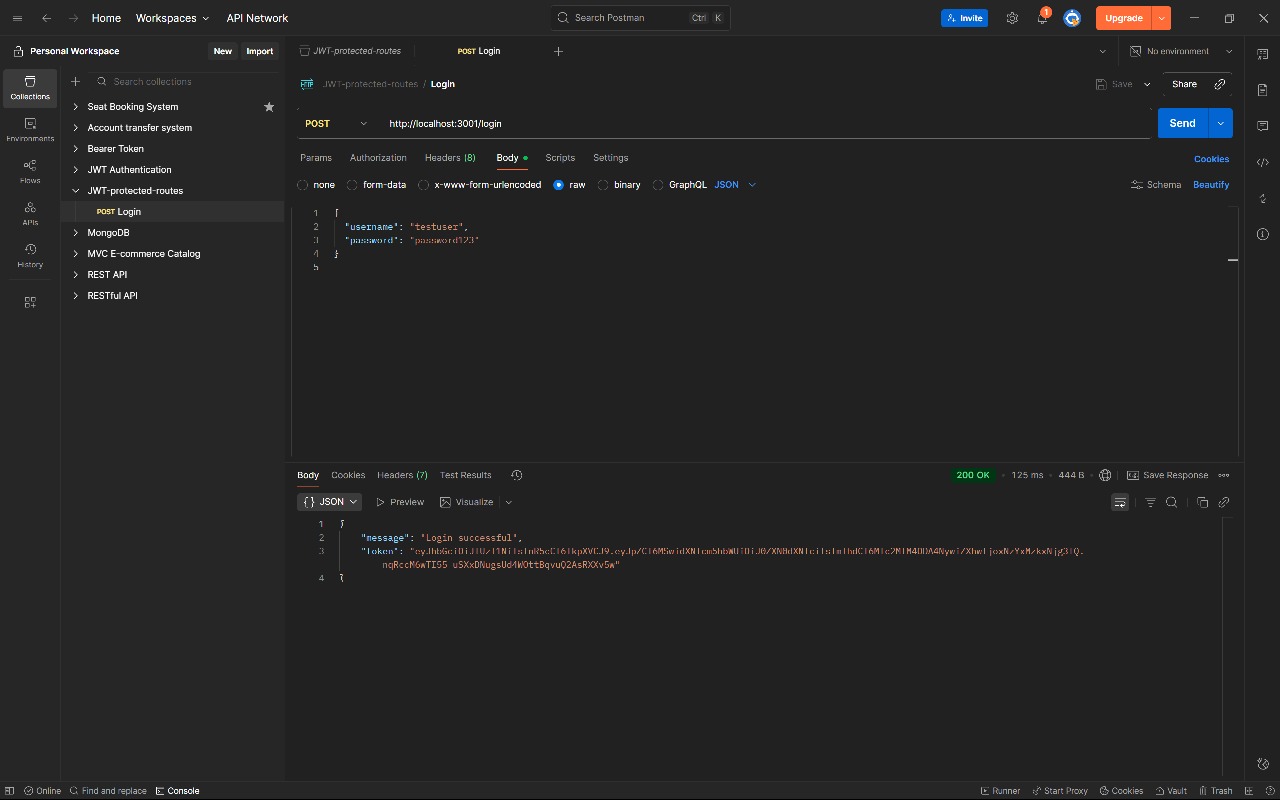 Home Workspaces API Network Search Postman Ctrl K Invite 1 Upgrade
Personal Workspace New Import JWT-protected-routes POST Login No environment
Search collections
JWT-protected-routes / Login Save Share
Collections
Environments
Flows
APIs
History
Seat Booking System
Account transfer system
Bearer Token
JWT Authentication
JWT-protected-routes
POST Login
MongoDB
MVC E-commerce Catalog
REST API
RESTful API
POST http://localhost:3001/login Send
Params Authorization Headers (8) Body Scripts Settings Cookies
none form-data x-www-form-urlencoded raw binary GraphQL JSON Schema Beautify
1 {
2 "username": "testuser",
3 "password": "password123"
4 }
5
Body Cookies Headers (7) Test Results 200 OK 125 ms 444 B Save Response
{} JSON Preview Visualize
1 {
2 "message": "Login successful",
3 "token":
4 }
Online Find and replace Console Runner Start Proxy Cookies Vault Trash